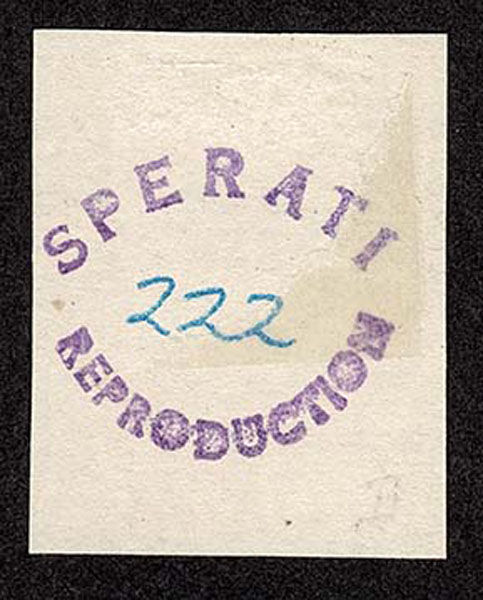 SPERATI
222
REPRODUCTION